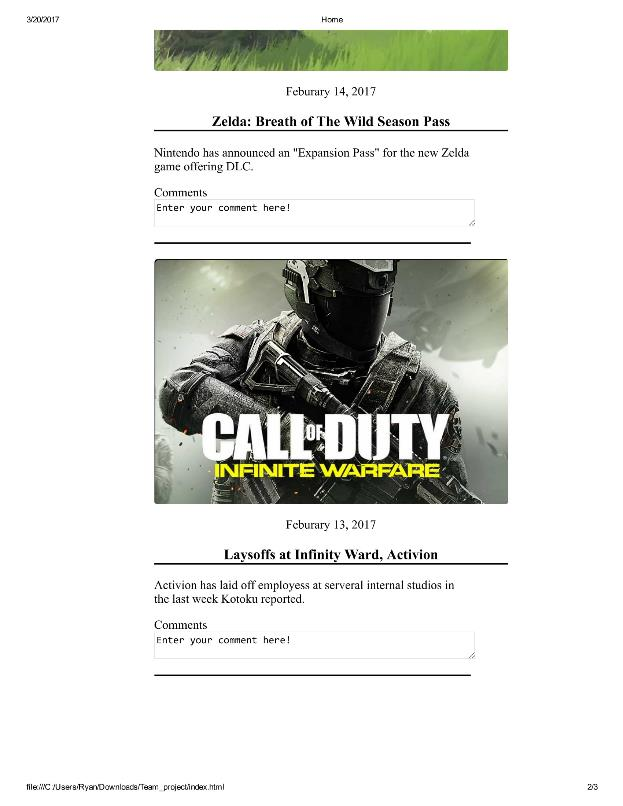 3/20/2017 Home
Feburary 14, 2017
Zelda: Breath of The Wild Season Pass
Nintendo has announced an "Expansion Pass" for the new Zelda
game offering DLC.
Comments
Enter your comment here!
CALL OF DUTY
INFINITE WARFARE
Feburary 13, 2017
Laysoffs at Infinity Ward, Activion
Activion has laid off employess at serveral internal studios in
the last week Kotoku reported.
Comments
Enter your comment here!
file:///C:/Users/Ryan/Downloads/Team_project/index.html 2/3